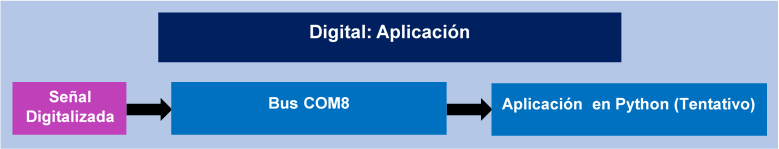 Digital: Aplicación
Señal
Digitalizada
Bus COM8
Aplicación en Python (Tentativo)